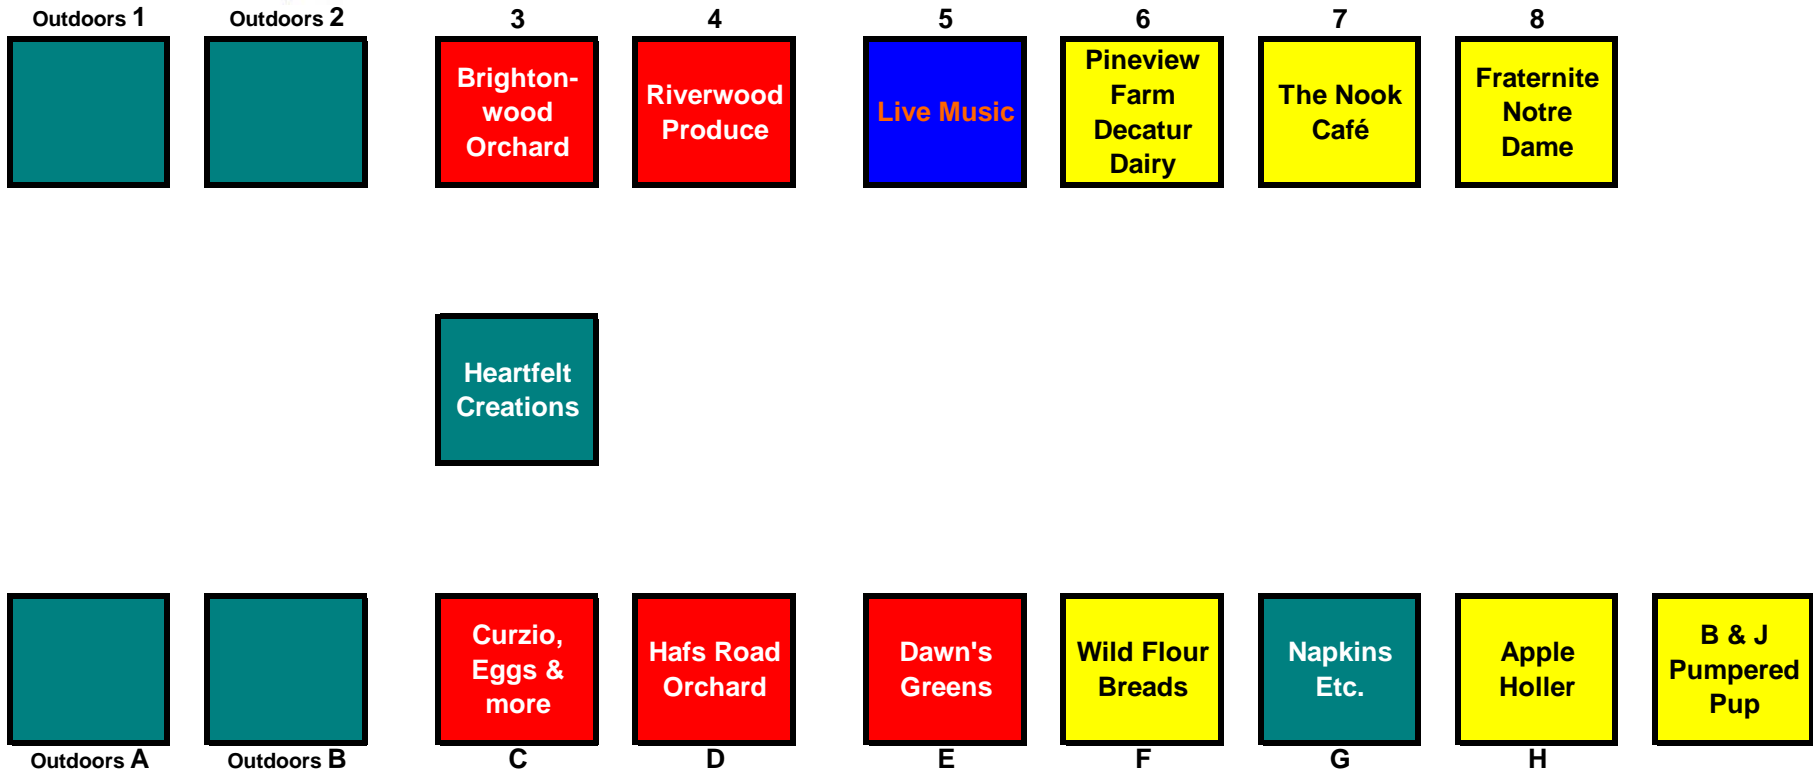 Outdoors 1 Outdoors 2 3 4 5 6 7 8
Brighton-
wood
Orchard
Riverwood
Produce
Live Music
Pineview
Farm
Decatur
Dairy
The Nook
Café
Fraternite
Notre
Dame
Heartfelt
Creations
Curzio,
Eggs &
more
Hafs Road
Orchard
Dawn's
Greens
Wild Flour
Breads
Napkins
Etc.
Apple
Holler
B & J
Pumpered
Pup
Outdoors A Outdoors B C D E F G H